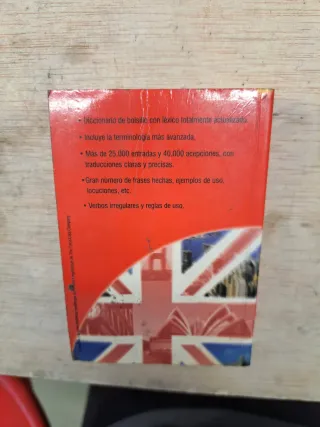 • Diccionario de bolsillo con léxico totalmente actualizado.
• Incluye la terminología más avanzada.
• Más de 25.000 entradas y 40.000 acepciones, con
traducciones claras y precisas.
• Gran número de frases hechas, ejemplos de uso,
locuciones, etc.
• Verbos irregulares y reglas de uso.